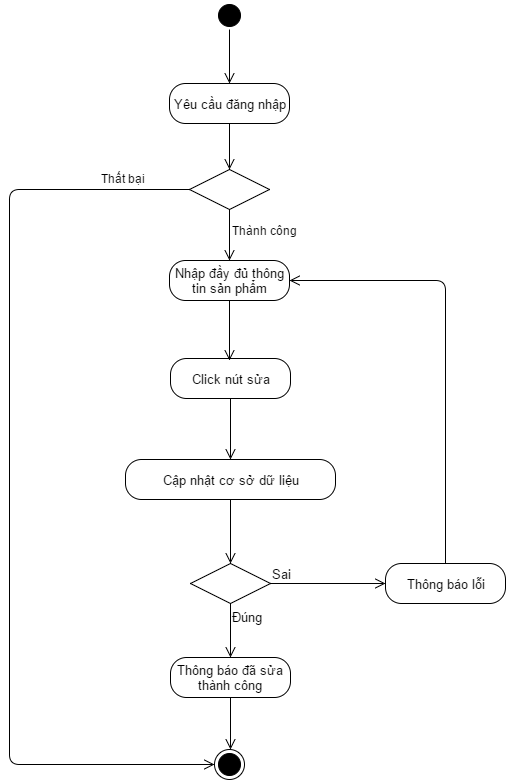 Yêu cầu đăng nhập
Thất bại
Thánh công
Nhập đầy đủ thông
tin sản phẩm
Click nút sửa
Cập nhật cơ sở dữ liệu
Sai
Thông báo lỗi
Đúng
Thông báo đã sửa
thành công